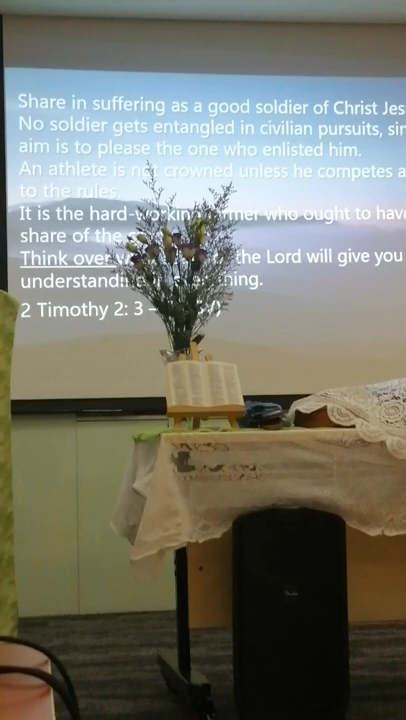 Share in suffering as a good soldier of Christ Jes
No soldier gets entangled in civilian pursuits, sin
aim is to please the one who enlisted him.
An athlete is not crowned unless he competes a
to the rules.
It is the hard-working farmer who ought to have
share of the
Think over the Lord will give you
2 Timothy 2: 3
Fender